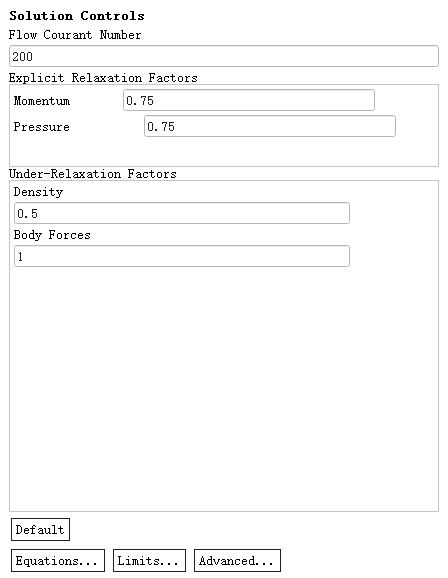 Solution Controls
Flow Courant Number
200
Explicit Relaxation Factors
Momentum 0.75
Pressure 0.75
Under-Relaxation Factors
Density
0.5
Body Forces
1
Default
Equations... Limits... Advanced...